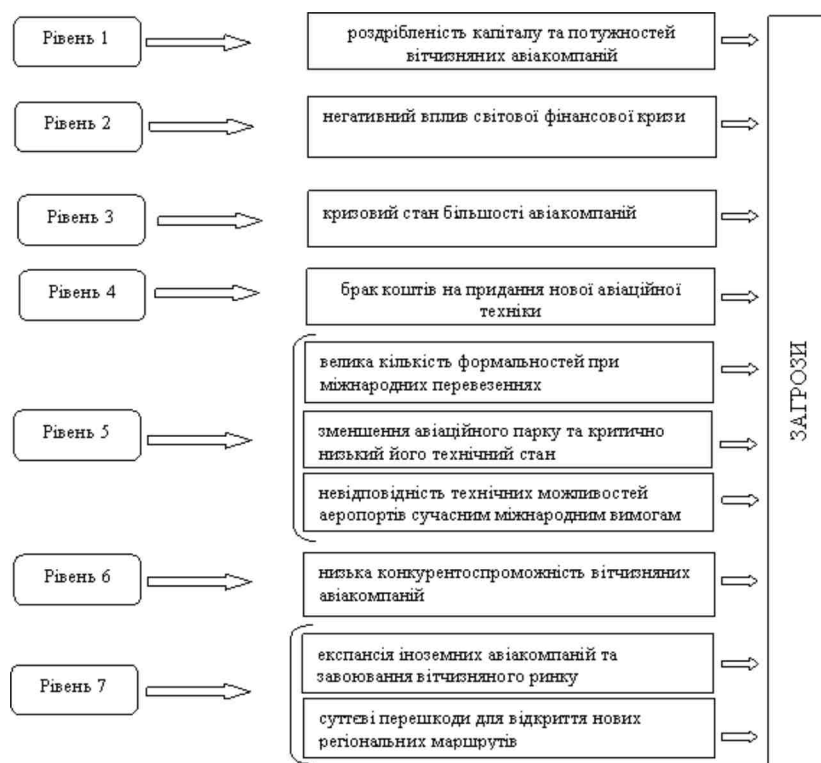 Рівень 1
роздрібленість капіталу та потужностей
вітчизняних авіакомпаній
Рівень 2
негативний вплив світової фінансової кризи
Рівень 3
кризовий стан більшості авіакомпаній
Рівень 4
брак коштів на придання нової авіаційної
техніки
Рівень 5
велика кількість формальностей при
міжнародних перевезеннях
зменшення авіаційного парку та критично
низький його технічний стан
невідповідність технічних можливостей
аеропортів сучасним міжнародним вимогам
Рівень 6
низька конкурентоспроможність вітчизняних
авіакомпаній
Рівень 7
експансія іноземних авіакомпаній та
завоювання вітчизняного ринку
суттєві перешкоди для відкриття нових
регіональних маршрутів
ЗАГРОЗИ